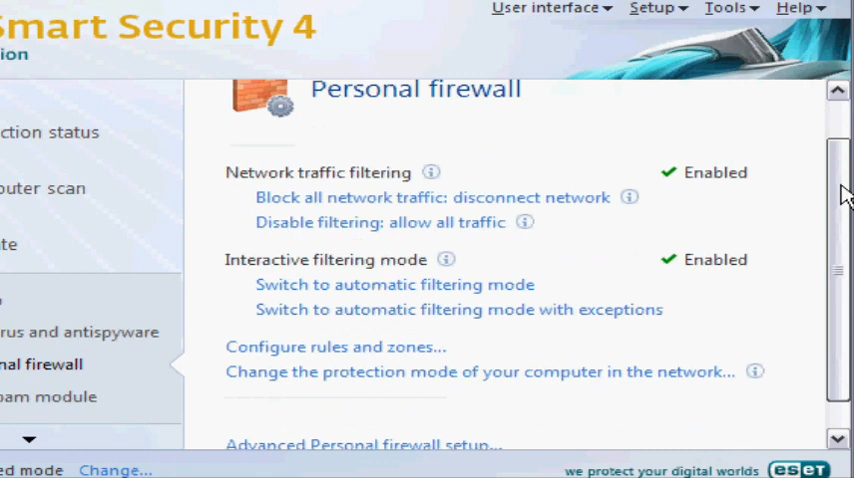 User interface Setup Tools Help
Smart Security 4
ion
Personal firewall
ction status
Network traffic filtering Enabled
outer scan
Block all network traffic: disconnect network
Disable filtering: allow all traffic
te
Interactive filtering mode Enabled
Switch to automatic filtering mode
Switch to automatic filtering mode with exceptions
rus and antispyware
Configure rules and zones...
nal firewall
Change the protection mode of your computer in the network...
pam module
Advanced Personal firewall setup...
ed mode Change...
we protect your digital worlds eset